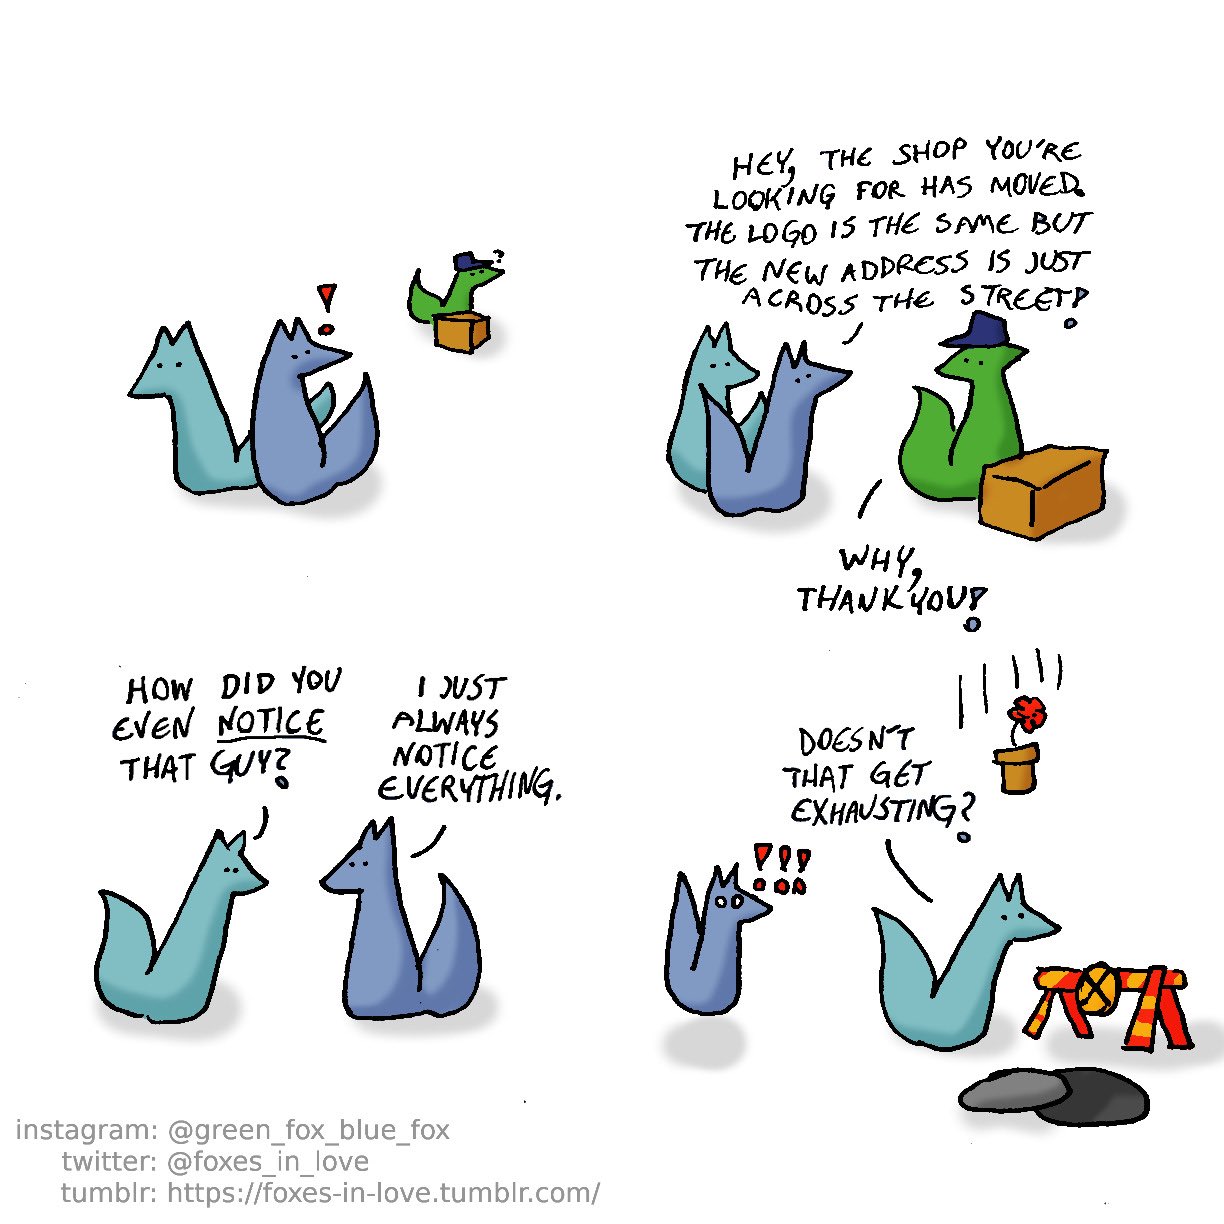 !
?
HEY, THE SHOP YOU'RE
LOOKING FOR HAS MOVED.
THE LOGO IS THE SAME BUT
THE NEW ADDRESS IS JUST
ACROSS THE STREET!
WHY,
THANK YOU!
HOW DID YOU
EVEN NOTICE
THAT GUY?
I JUST
ALWAYS
NOTICE
EVERYTHING.
DOESN'T
THAT GET
EXHAUSTING?
!!!
instagram: @green_fox_blue_fox
twitter: @foxes_in_love
tumblr: https://foxes-in-love.tumblr.com/